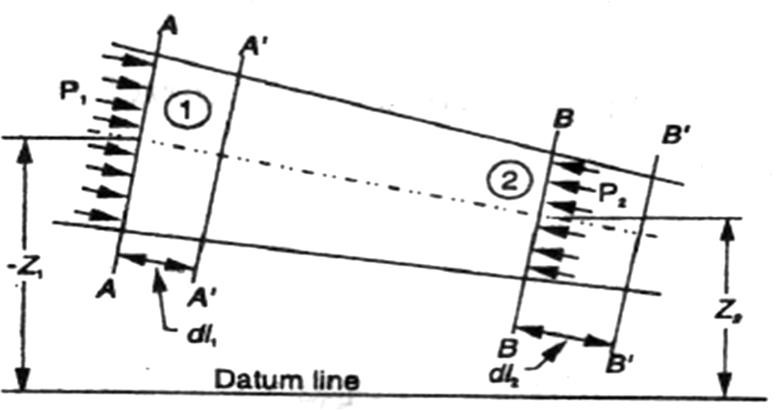 A
A'
P₁
1
B
B'
2
P₂
-Z₁
A
A'
dl₁
Z₂
B
dl₂
B'
Datum line